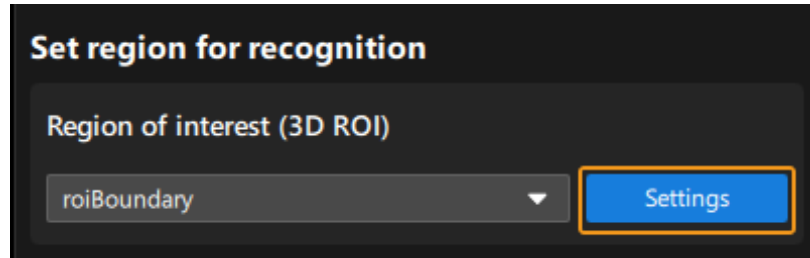 Set region for recognition
Region of interest (3D ROI)
roiBoundary
Settings